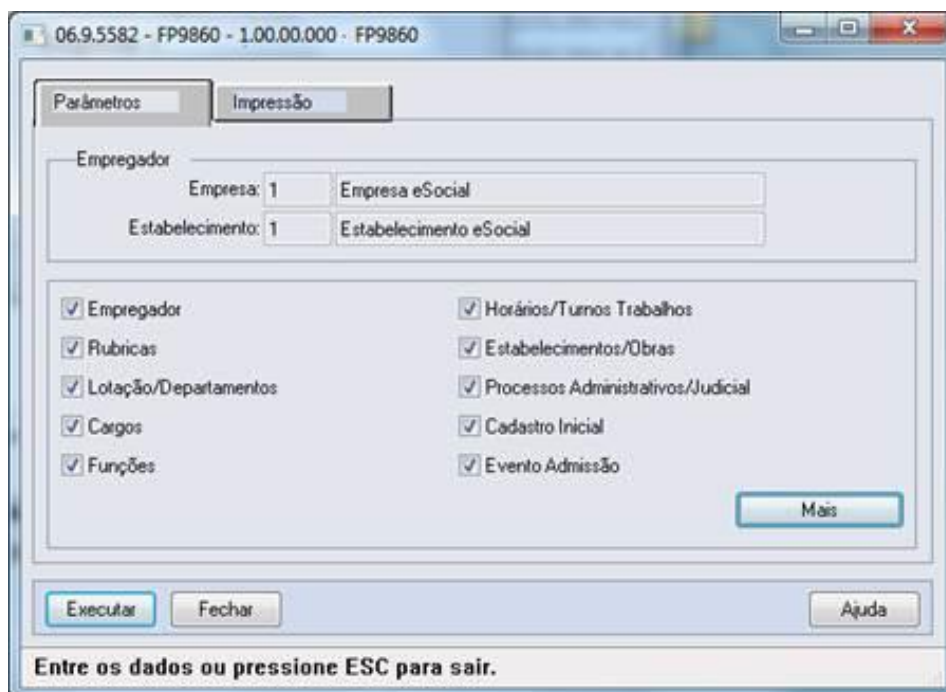 06.9.5582 - FP9860 - 1.00.00.000 - FP9860
Parâmetros Impressão
Empregador
Empresa: 1 Empresa eSocial
Estabelecimento: 1 Estabelecimento eSocial
Empregador Horários/Turnos Trabalhos
Rubricas Estabelecimentos/Obras
Lotação/Departamentos Processos Administrativos/Judicial
Cargos Cadastro Inicial
Funções Evento Admissão
Mais
Executar Fechar Ajuda
Entre os dados ou pressione ESC para sair.